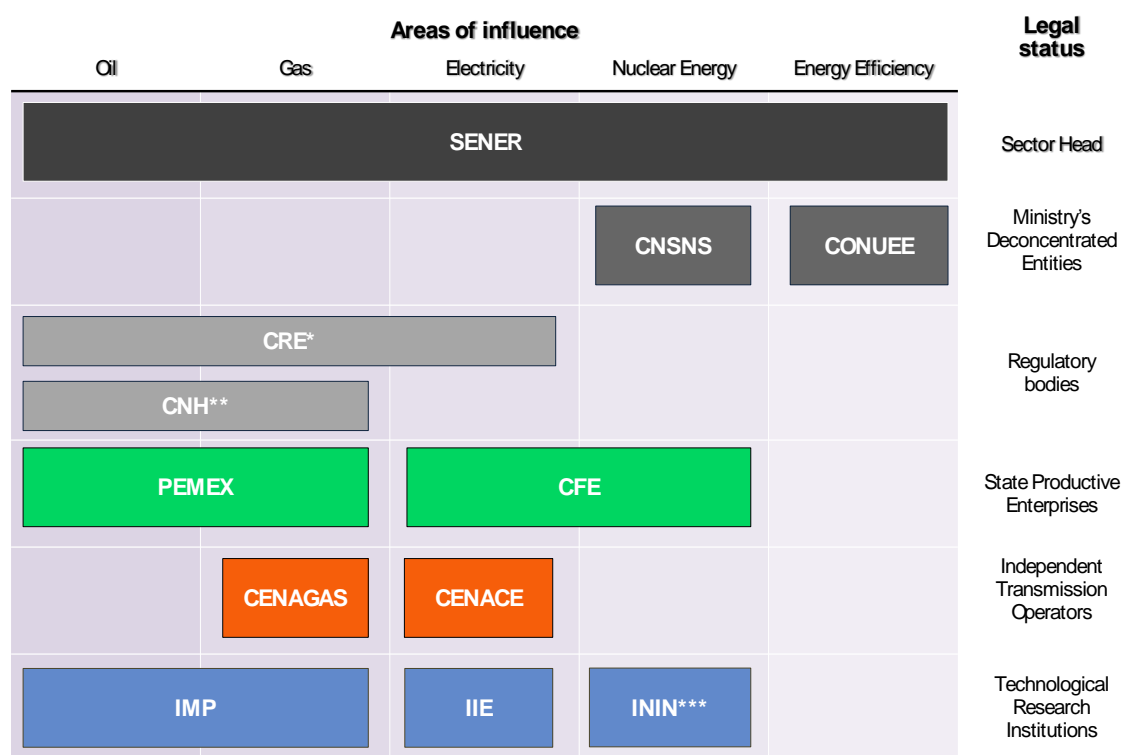 Areas of influence
Legal
status
Oil
Gas
Electricity
Nuclear Energy
Energy Efficiency
SENER
Sector Head
CNSNS
CONUEE
Ministry's
Deconcentrated
Entities
CRE*
CNH**
Regulatory
bodies
PEMEX
CFE
State Productive
Enterprises
CENAGAS
CENACE
Independent
Transmission
Operators
IMP
IIE
ININ***
Technological
Research
Institutions